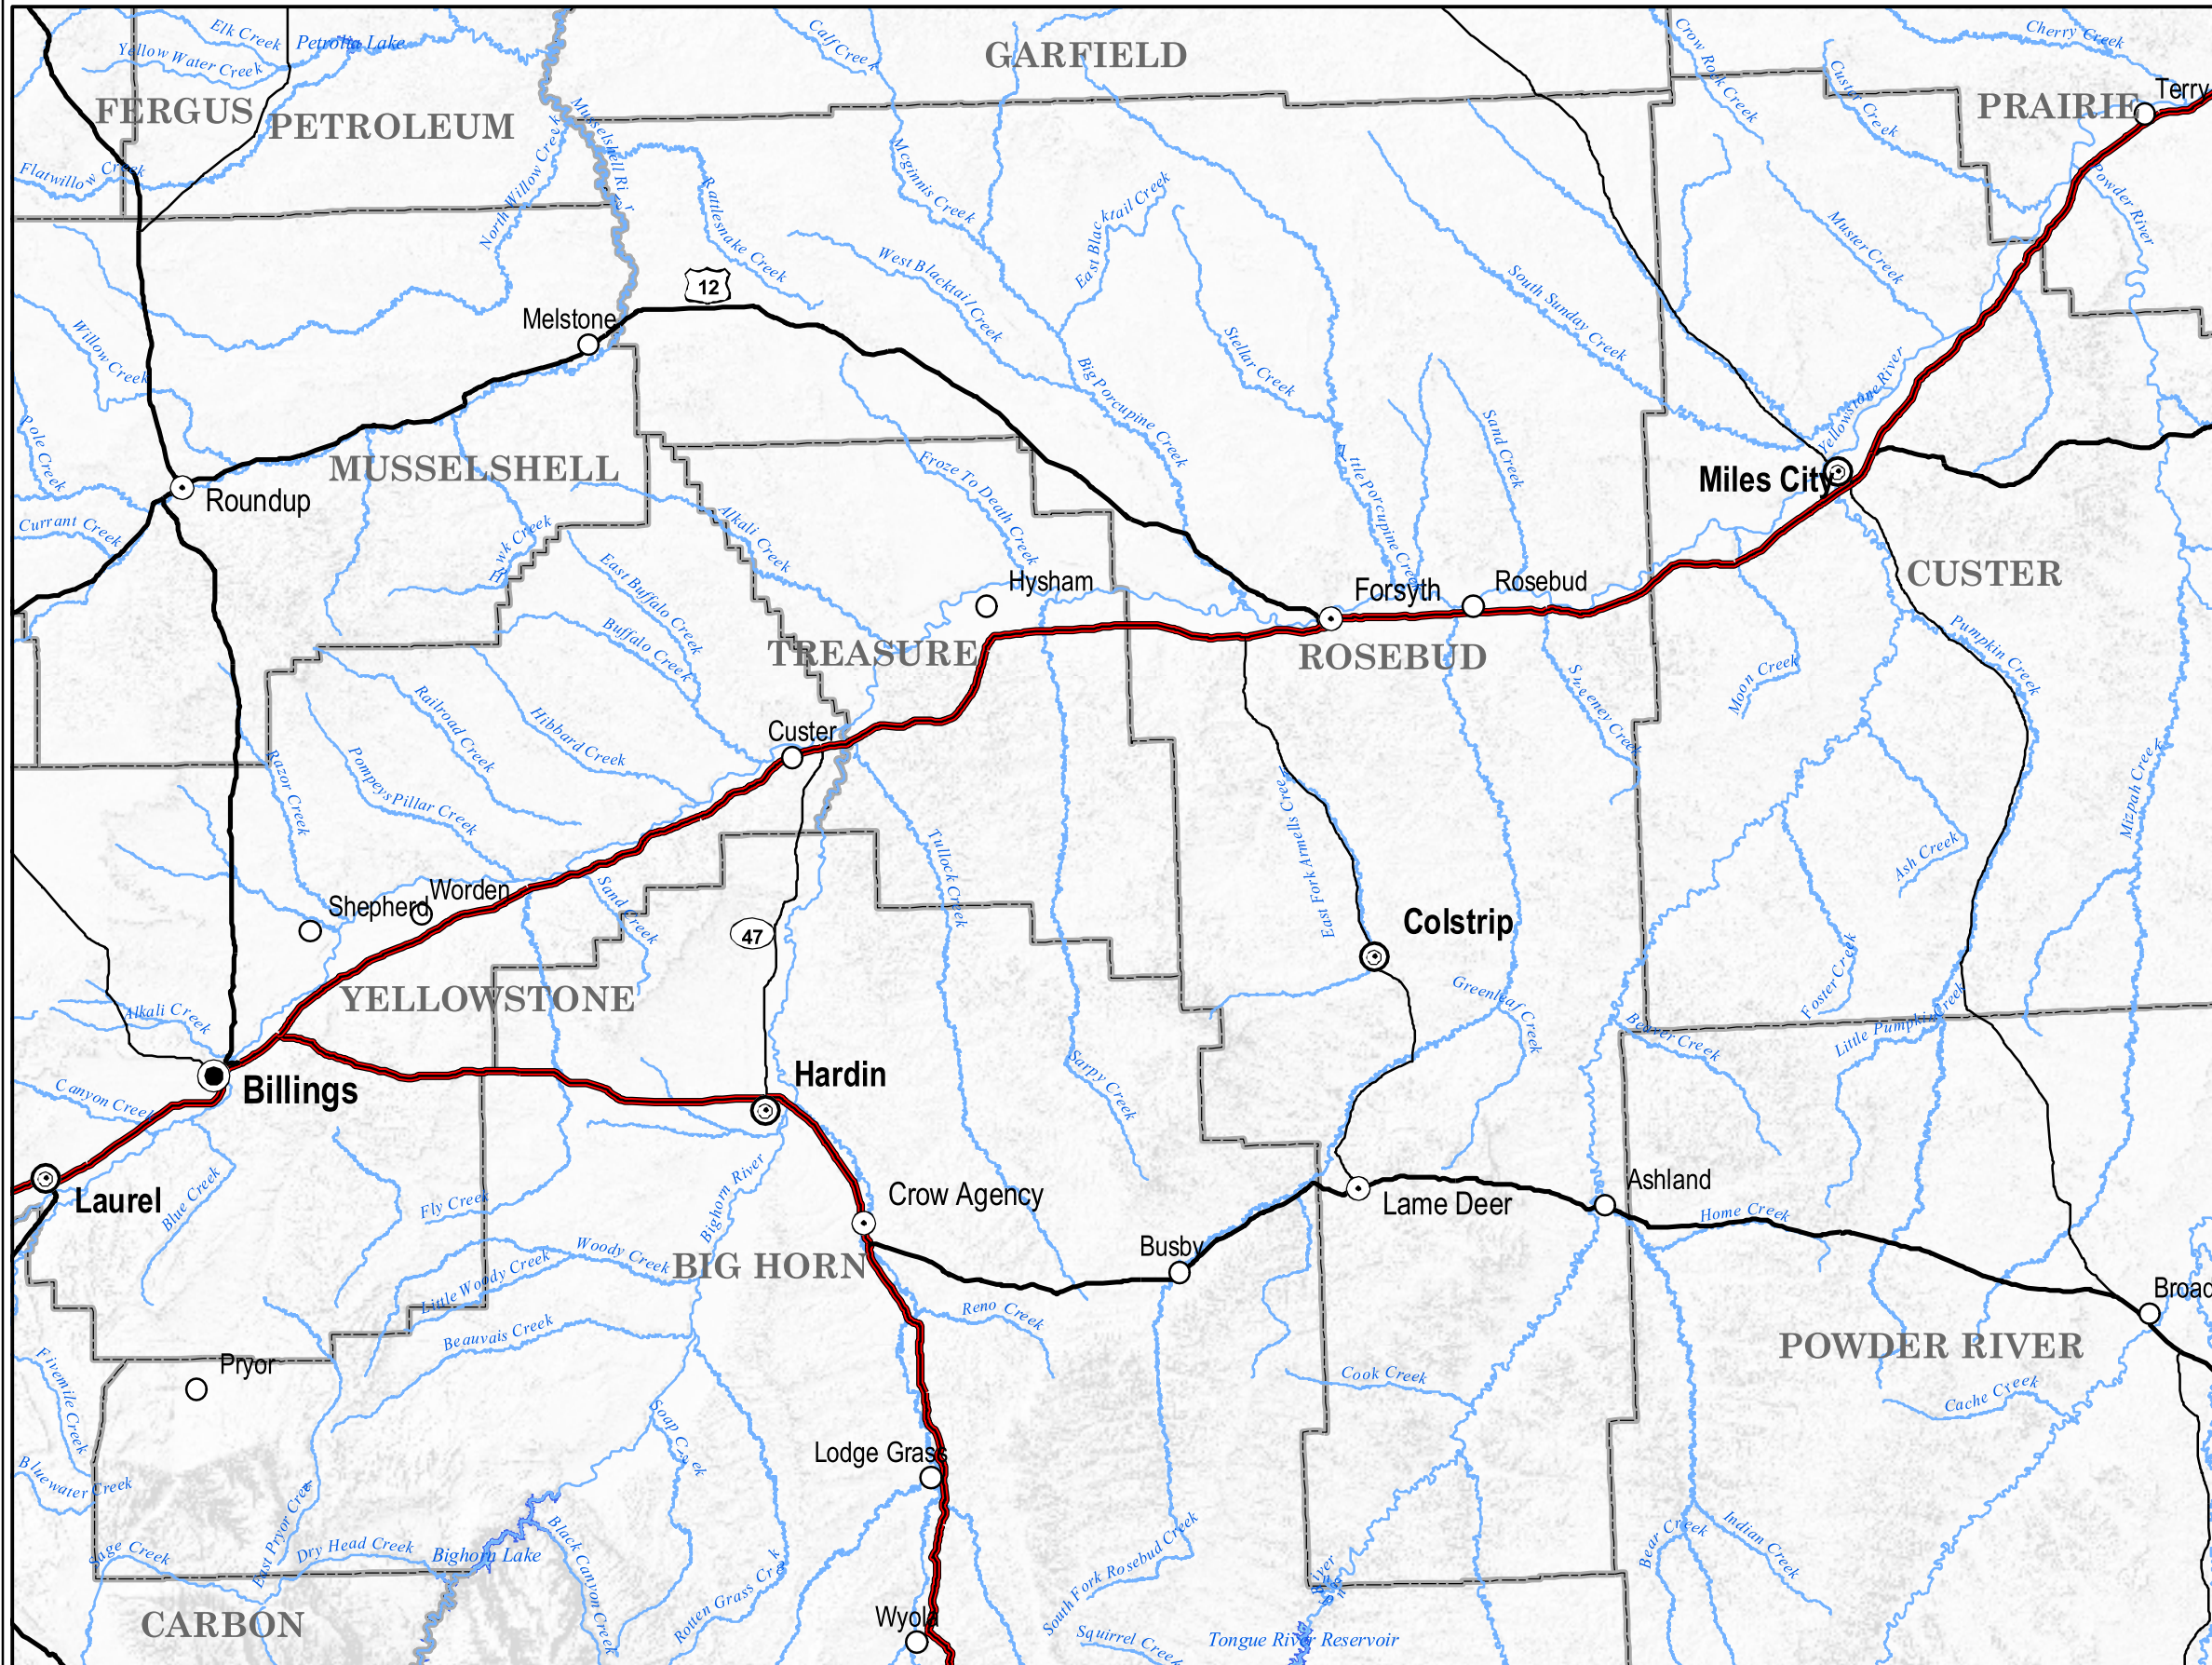 Elk Creek
Petrolia Lake
Yellow Water Creek
Calf Creek
GARFIELD
Crow Rock Creek
Cherry Creek
Custer Creek
Terry
PRAIRIE
FERGUS
PETROLEUM
Musselshell Ri r
Flatwillow Creek
North Willow Creek
Rattlesnake Creek
Mcginnis Creek
East Blacktail Creek
Powder River
Muster Creek
West Blacktail Creek
South Sunday Creek
12
Melstone
Willow Creek
Stellar Creek
Big Porcupine Creek
Yellowstone River
Pole Creek
Sand Creek
MUSSELSHELL
Froze To Death Creek
Little Porcupine Creek
Miles City
Roundup
Currant Creek
Alkali Creek
Hawk Creek
East Buffalo Creek
Hysham
Forsyth
Rosebud
CUSTER
Buffalo Creek
TREASURE
ROSEBUD
Pumpkin Creek
Moon Creek
Sweeney Creek
Railroad Creek
Hibbard Creek
Custer
Razor Creek
Pompeys Pillar Creek
East Fork Armells Creek
Mizpah Creek
Tullock Creek
Ash Creek
Shepherd
Worden
Sand Creek
47
Colstrip
Foster Creek
YELLOWSTONE
Greenleaf Creek
Alkali Creek
Beaver Creek
Little Pumpkin Creek
Billings
Hardin
Sarpy Creek
Canyon Creek
Laurel
Blue Creek
Fly Creek
Bighorn River
Crow Agency
Lame Deer
Ashland
Home Creek
Woody Creek
Little Woody Creek
BIG HORN
Busby
Broad
Reno Creek
Beauvais Creek
POWDER RIVER
Fivemile Creek
Pryor
Cook Creek
Cache Creek
Soap Creek
Lodge Grass
Bluewater Creek
East Pryor Creek
Sage Creek
Dry Head Creek
Bighorn Lake
Black Canyon Creek
Rotten Grass Creek
South Fork Rosebud Creek
Bear Creek
Indian Creek
River
CARBON
Wyola
Squirrel Creek
Tongue River Reservoir